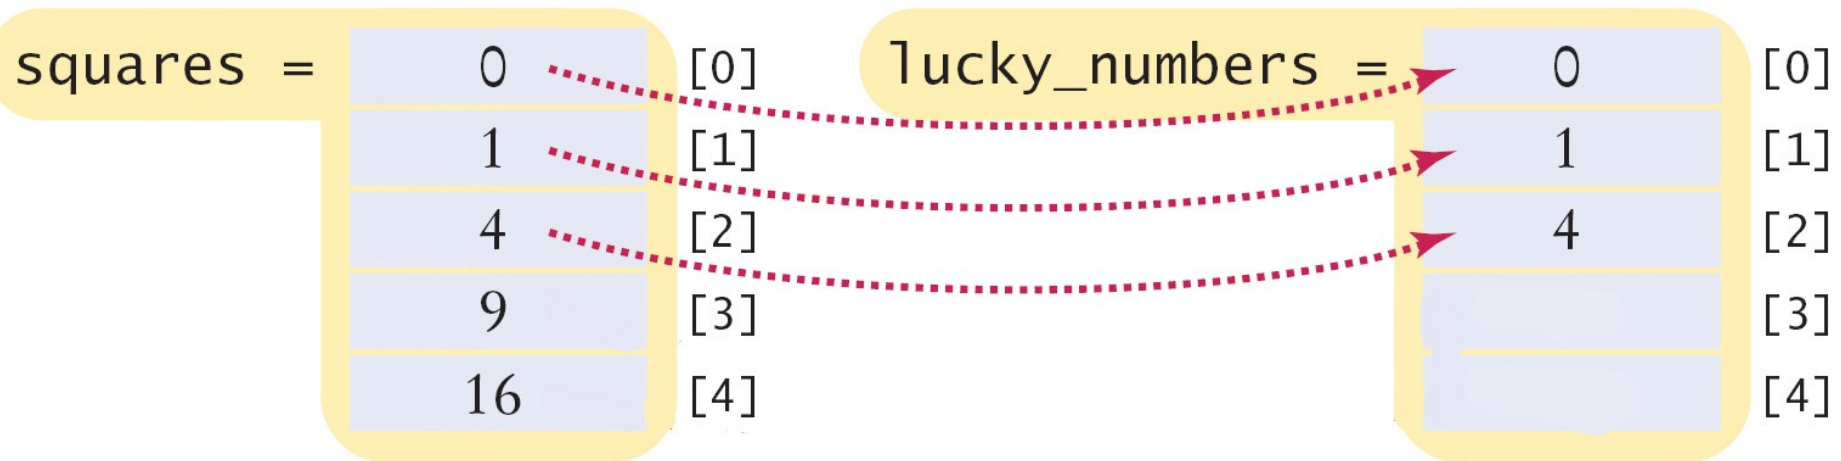 squares = 0 [0] lucky_numbers = 0 [0]
1 [1] 1 [1]
4 [2] 4 [2]
9 [3] [3]
16 [4] [4]